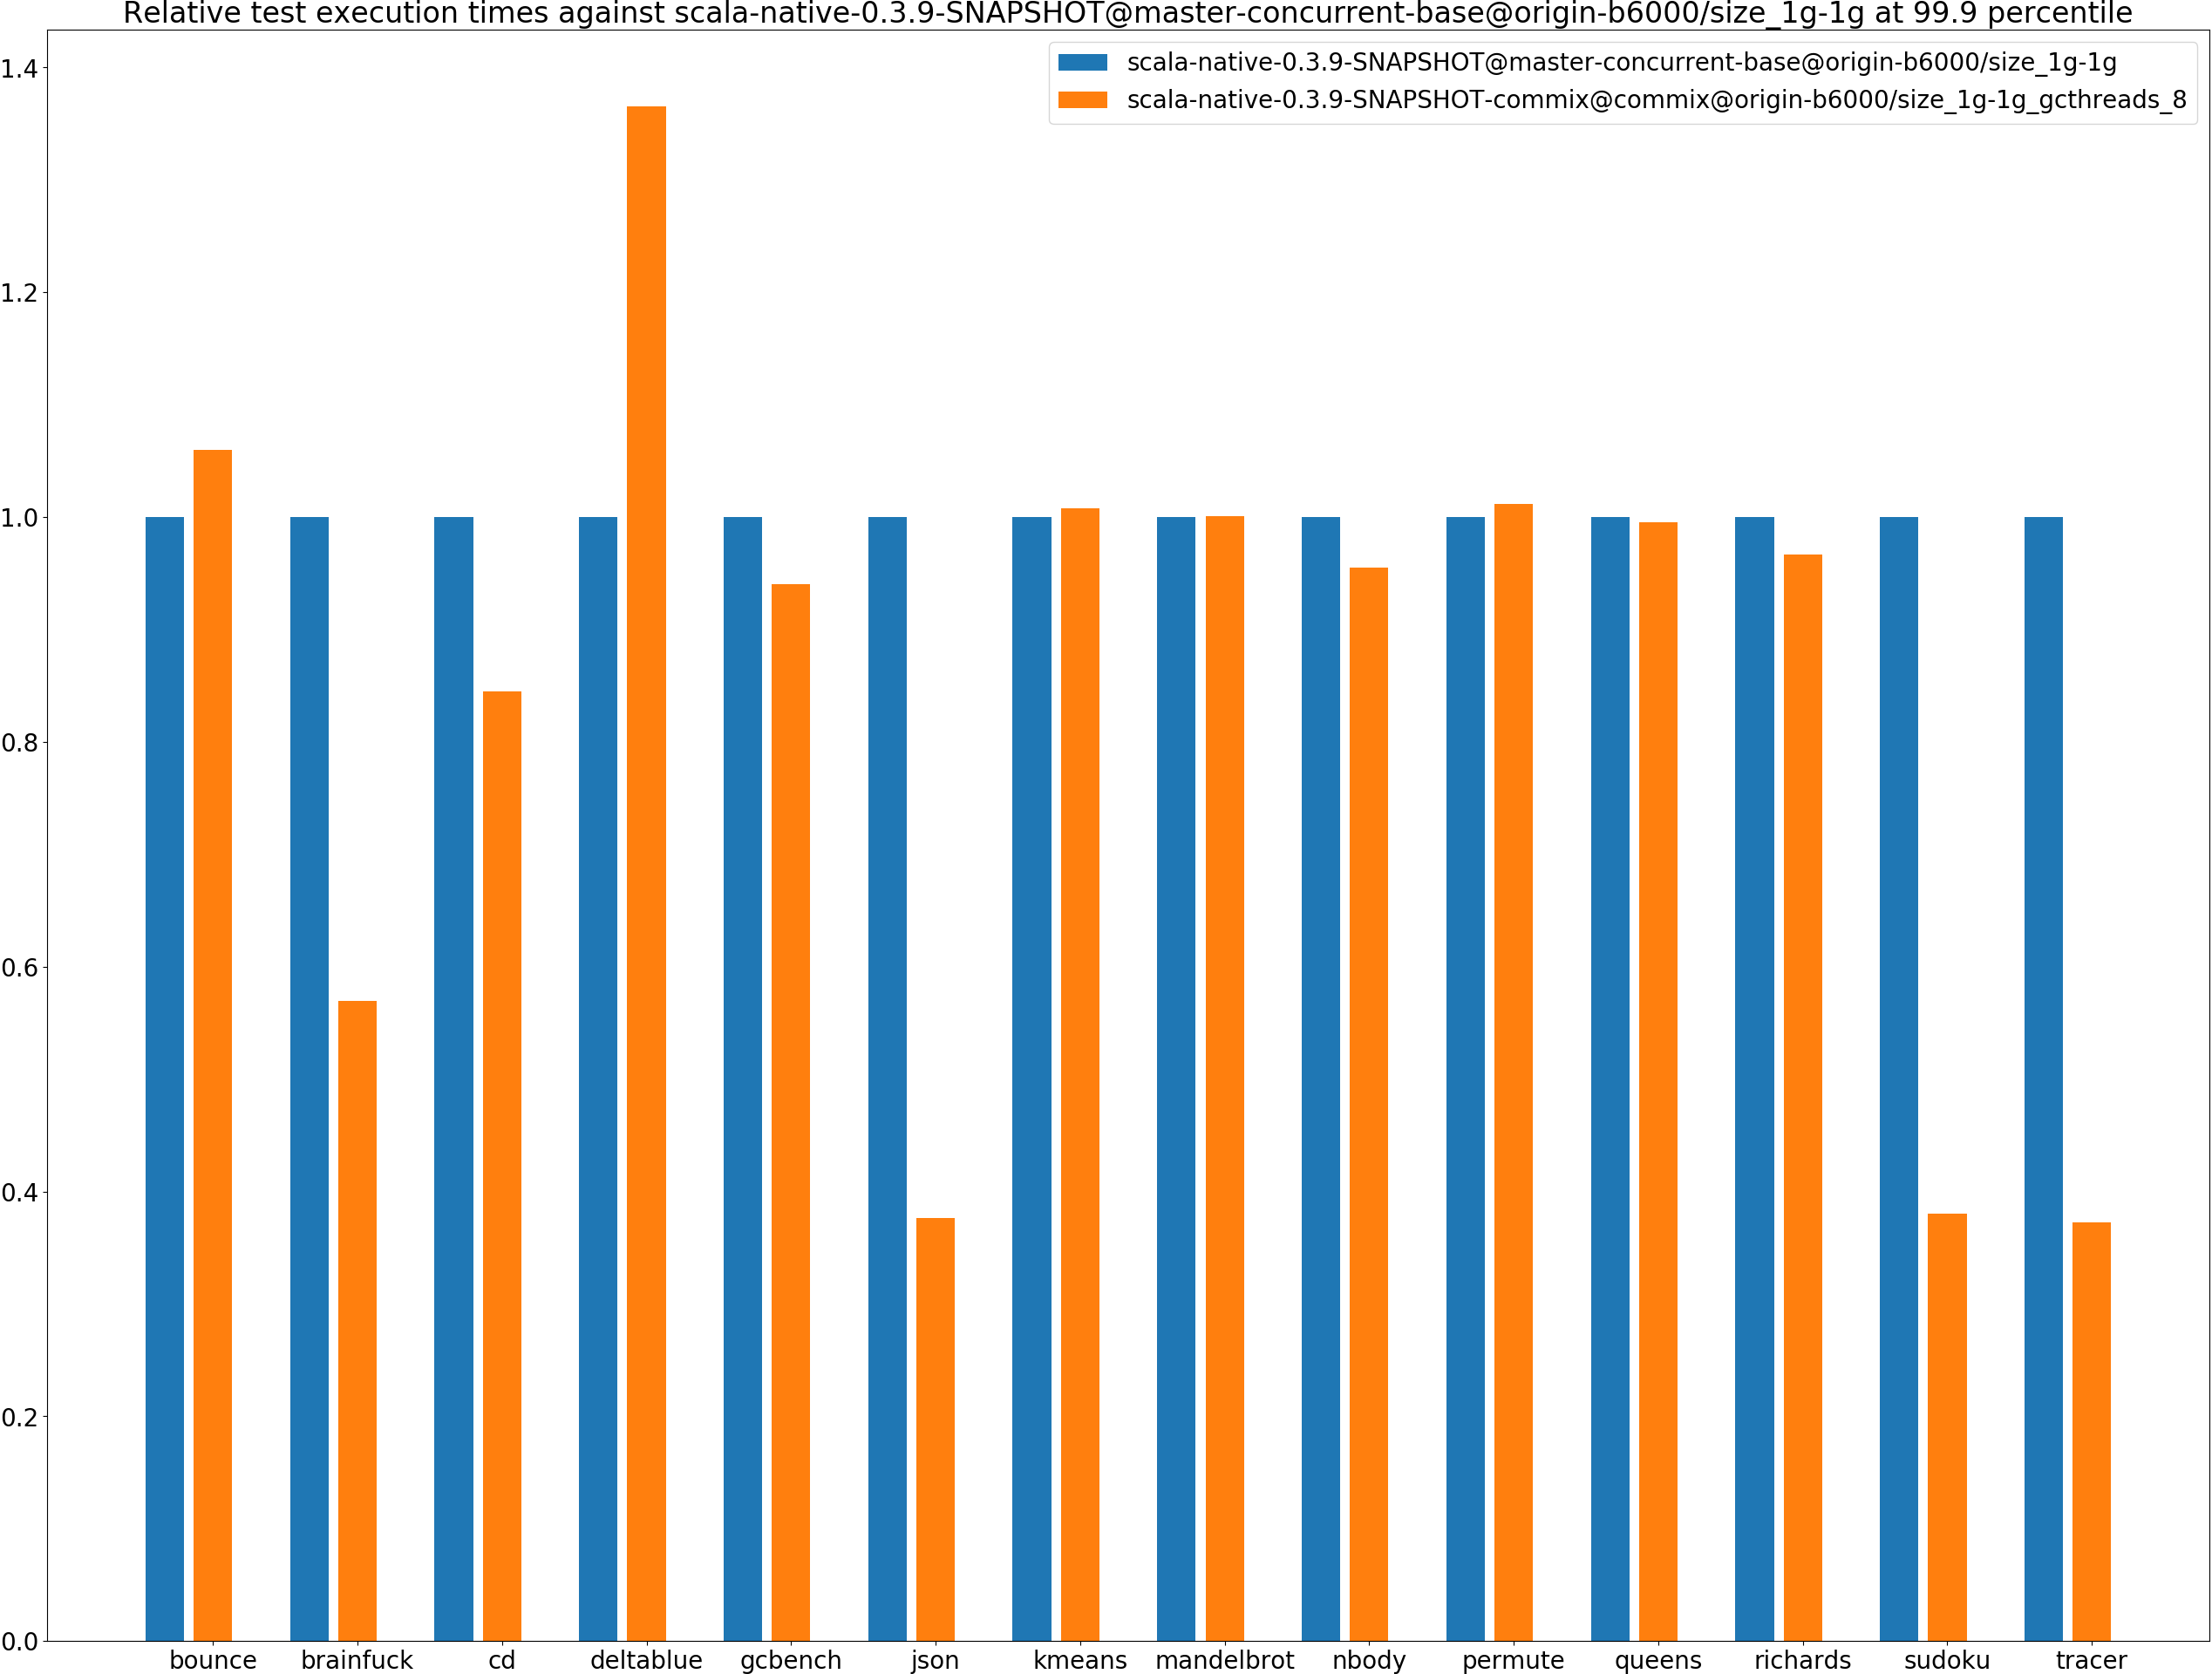 Relative test execution times against scala-native-0.3.9-SNAPSHOT@master-concurrent-base@origin-b6000/size_1g-1g at 99.9 percentile
scala-native-0.3.9-SNAPSHOT@master-concurrent-base@origin-b6000/size_1g-1g
scala-native-0.3.9-SNAPSHOT-commix@commix@origin-b6000/size_1g-1g_gcthreads_8
1.4
1.2
1.0
0.8
0.6
0.4
0.2
0.0
bounce brainfuck cd deltablue gcbench json kmeans mandelbrot nbody permute queens richards sudoku tracer